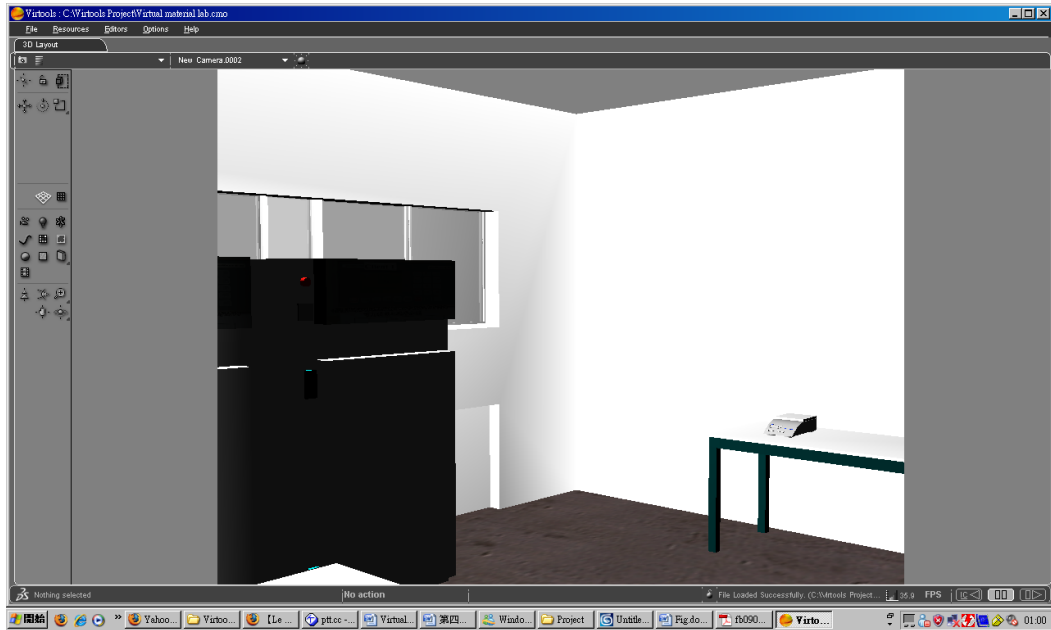 Virtools : C:\Virtools Project\Virtual material lab.cmo
File Resources Editors Options Help
3D Layout
New Camera.0002
Nothing selected
No action
File Loaded Successfully. (C:\Virtools Project...
35.9 FPS
開始
Yahoo...
Virtoo...
[Le ...
ptt.cc -...
Virtual...
第四...
Windo...
Project
Untitle...
Fig.do...
fb090...
Virto...
01:00